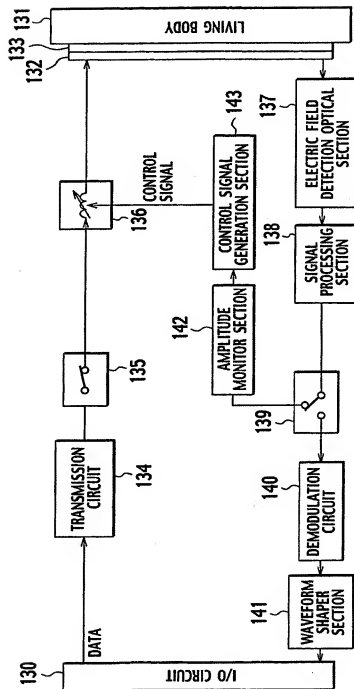 130
I/O CIRCUIT
DATA
TRANSMISSION
CIRCUIT
134
135
136
CONTROL
SIGNAL
131
LIVING BODY
133
132
143
CONTROL SIGNAL
GENERATION SECTION
142
AMPLITUDE
MONITOR SECTION
137
ELECTRIC FIELD
DETECTION OPTICAL
SECTION
138
SIGNAL
PROCESSING
SECTION
139
140
DEMODULATION
CIRCUIT
141
WAVEFORM
SHAPER
SECTION